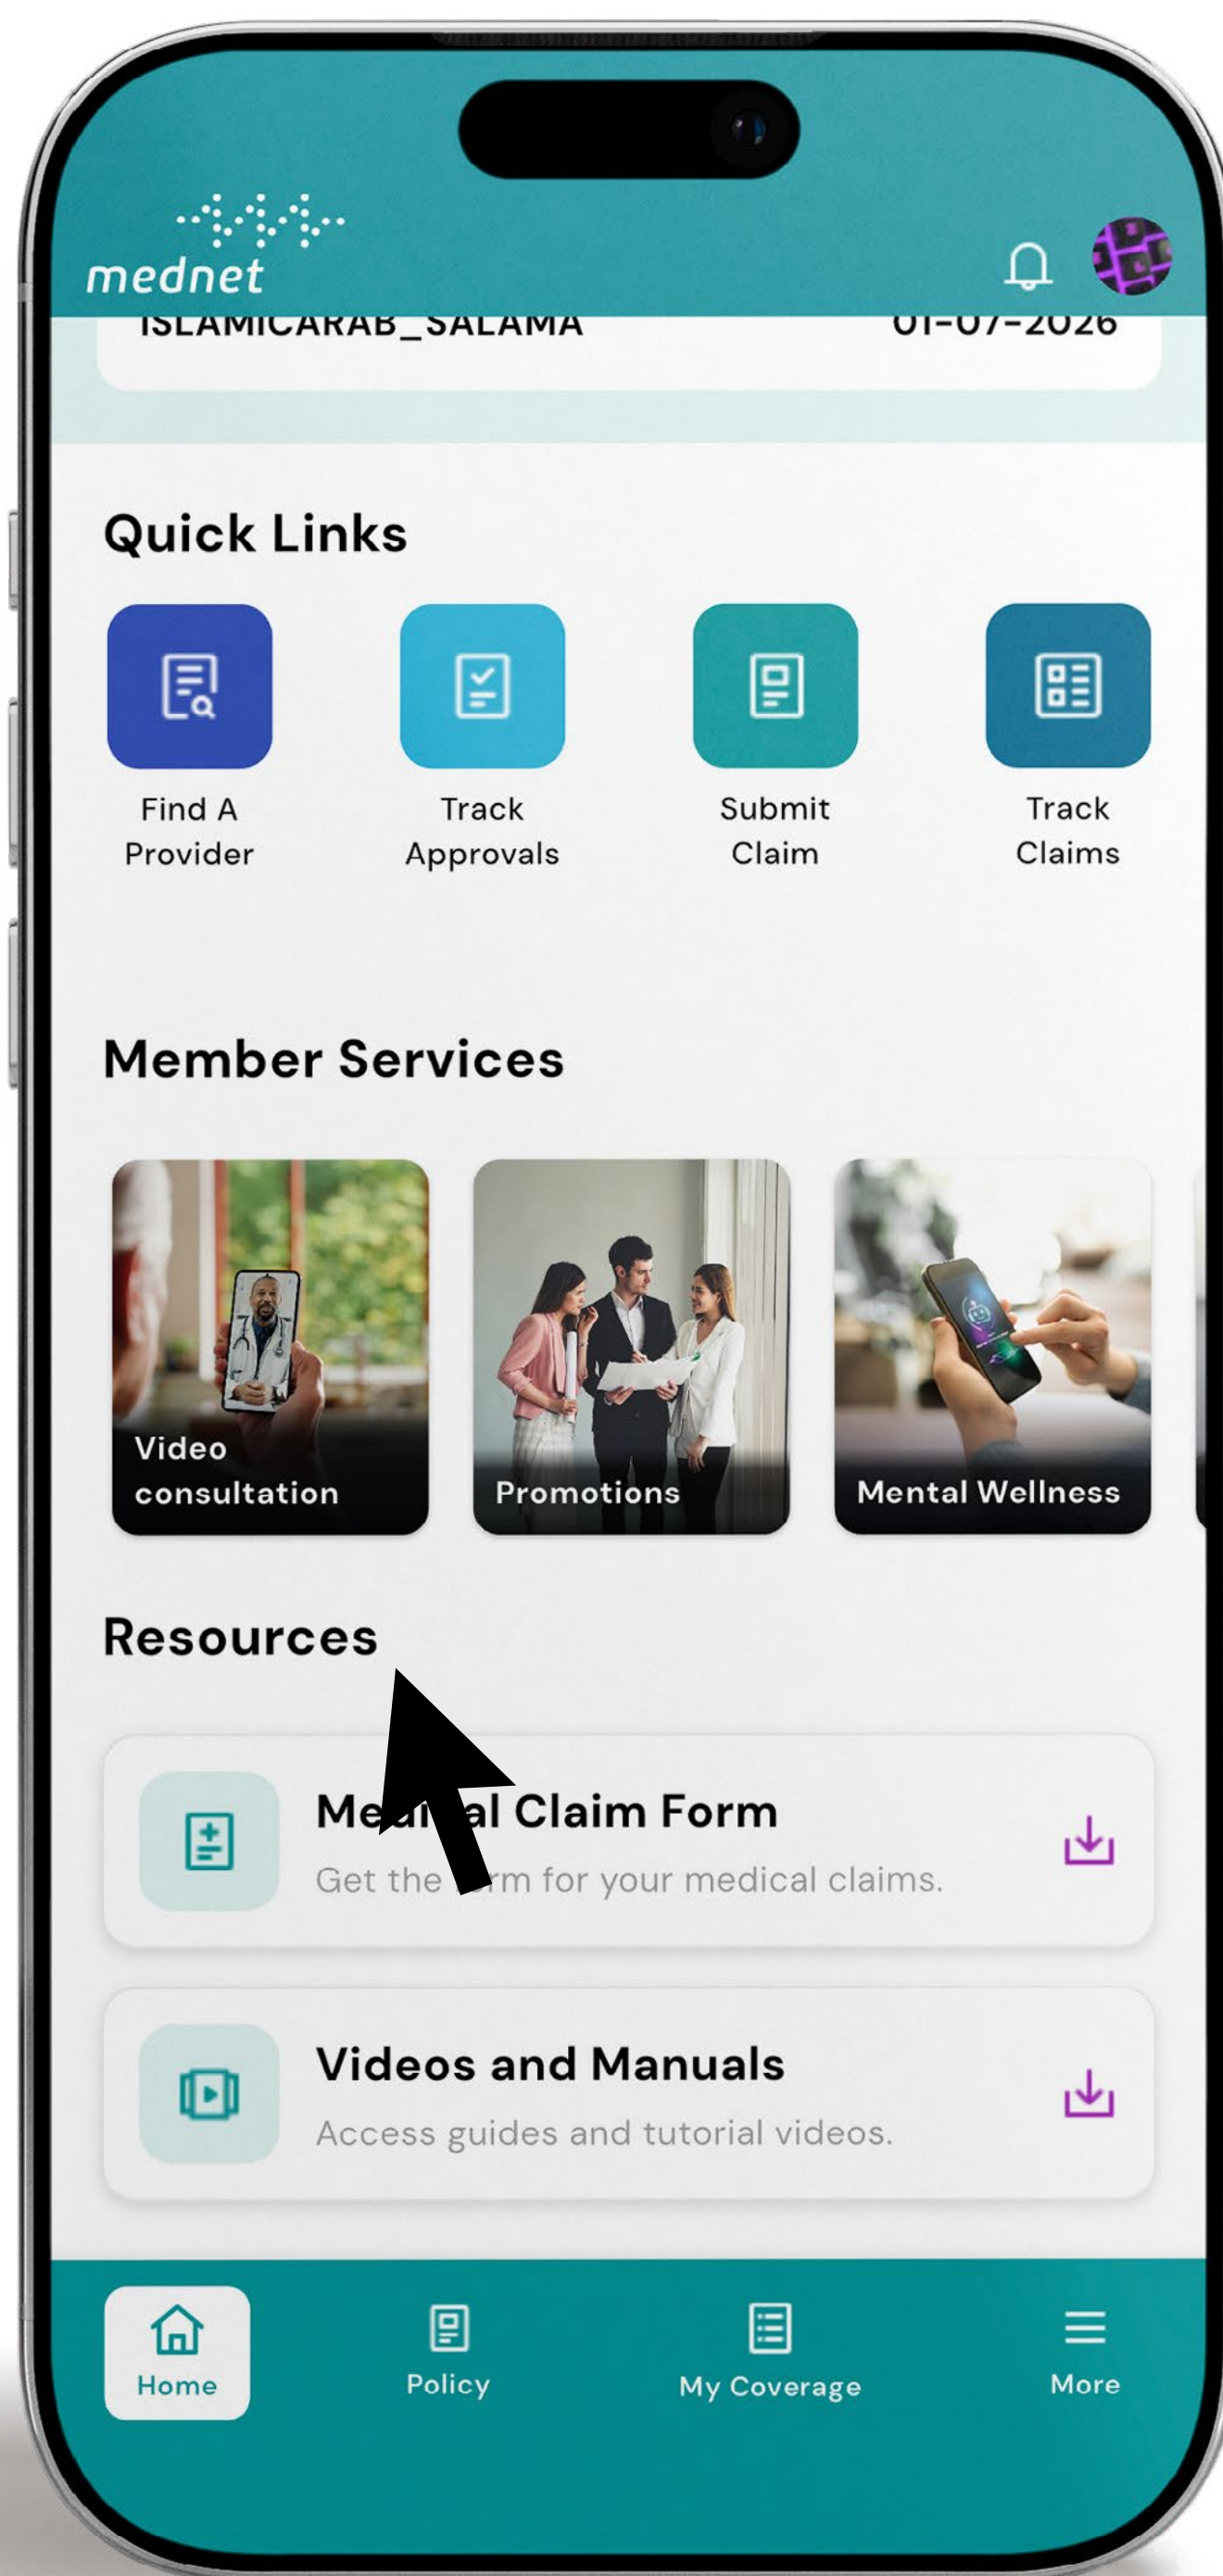 mednet
ISLAMICARAB_SALAMA 01-07-2026
Quick Links
Find A
Provider
Track
Approvals
Submit
Claim
Track
Claims
Member Services
Video
consultation
Promotions
Mental Wellness
Resources
Medical Claim Form
Get the form for your medical claims.
Videos and Manuals
Access guides and tutorial videos.
Home
Policy
My Coverage
More